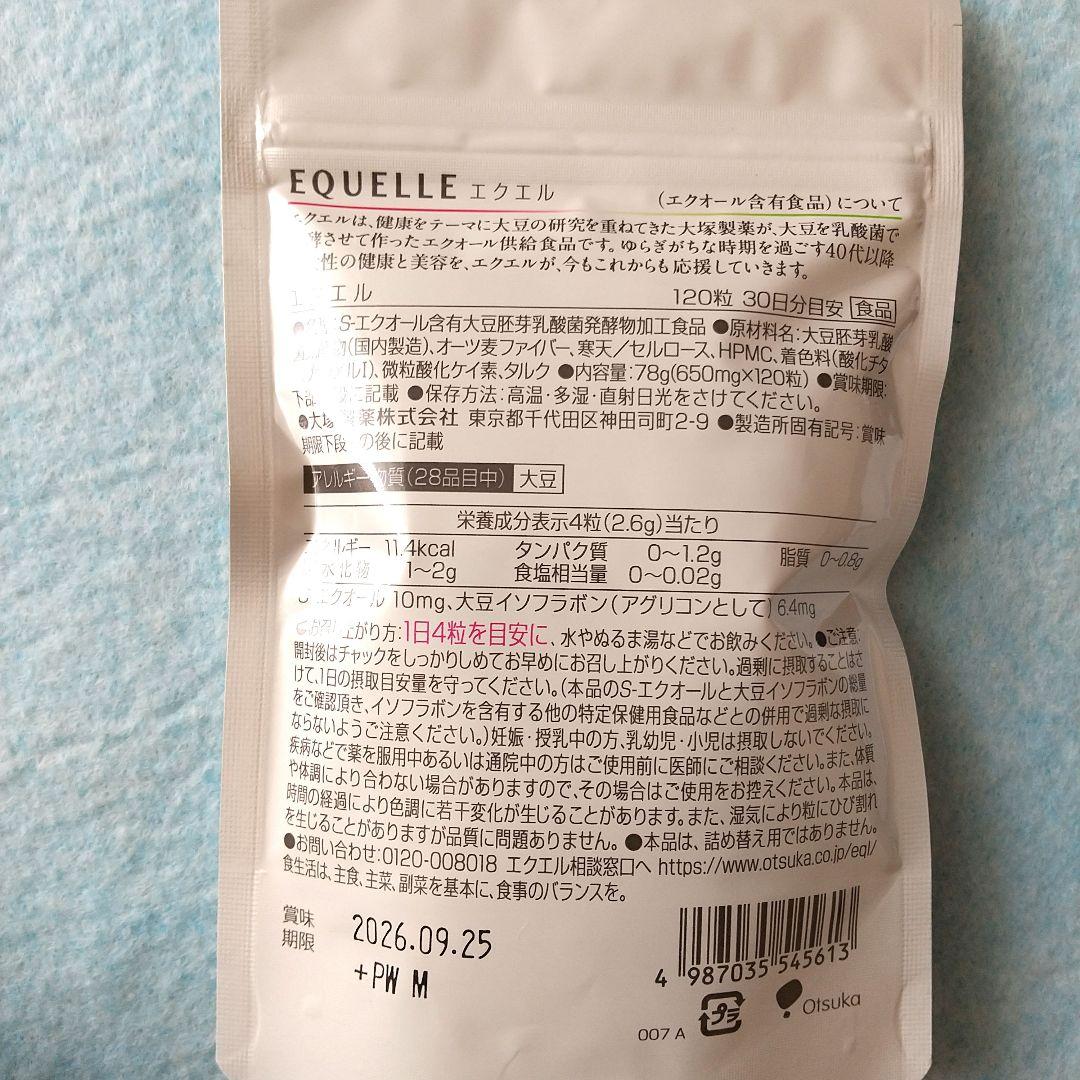 EQUELLE エクエル (エクオール含有食品)について
クエルは、健康をテーマに大豆の研究を重ねてきた大塚製薬が、大豆を乳酸菌で
酵させて作ったエクオール供給食品です。ゆらぎがちな時期を過ごす40代以降
性の健康と美容を、エクエルが、今もこれからも応援していきます。
エル 120粒 30日分目安 食品
S-エクオール含有大豆胚芽乳酸菌発酵物加工食品 ●原材料名:大豆胚芽乳酸
物(国内製造)、オーツ麦ファイバー、寒天/セルロース、HPMC、着色料(酸化チタ
ルI)、微粒酸化ケイ素、タルク ●内容量:78g(650mg×120粒) ●賞味期限:
下部 に記載 ●保存方法:高温・多湿・直射日光をさけてください。
●大塚 薬株式会社 東京都千代田区神田司町2-9 ●製造所固有記号:賞味
期限下段 の後に記載
アレルギー物質(28品目中) 大豆
栄養成分表示4粒(2.6g)当たり
ルギー 11.4kcal タンパク質 0~1.2g 脂質 0~0.8g
水化物 1~2g 食塩相当量 0~0.02g
エクオール 10mg、大豆イソフラボン(アグリコンとして) 6.4mg
お召し上がり方:1日4粒を目安に、水やぬるま湯などでお飲みください。●ご注意:
開封後はチャックをしっかりしめてお早めにお召し上がりください。過剰に摂取することはさ
けて、1日の摂取目安量を守ってください。(本品のS-エクオールと大豆イソフラボンの総量
をご確認頂き、イソフラボンを含有する他の特定保健用食品などとの併用で過剰な摂取に
ならないようご注意ください。)妊娠・授乳中の方、乳幼児・小児は摂取しないでください。
疾病などで薬を服用中あるいは通院中の方はご使用前に医師にご相談ください。また、体質
や体調により合わない場合がありますので、その場合はご使用をお控えください。本品は、
時間の経過により色調に若干変化が生じることがあります。また、湿気により粒にひび割れ
を生じることがありますが品質に問題ありません。●本品は、詰め替え用ではありません。
●お問い合わせ:0120-008018 エクエル相談窓口へ https://www.otsuka.co.jp/eql/
食生活は、主食、主菜、副菜を基本に、食事のバランスを。
賞味
期限
2026.09.25
+PW M
4 987035 545613
007 A プラ Otsuka